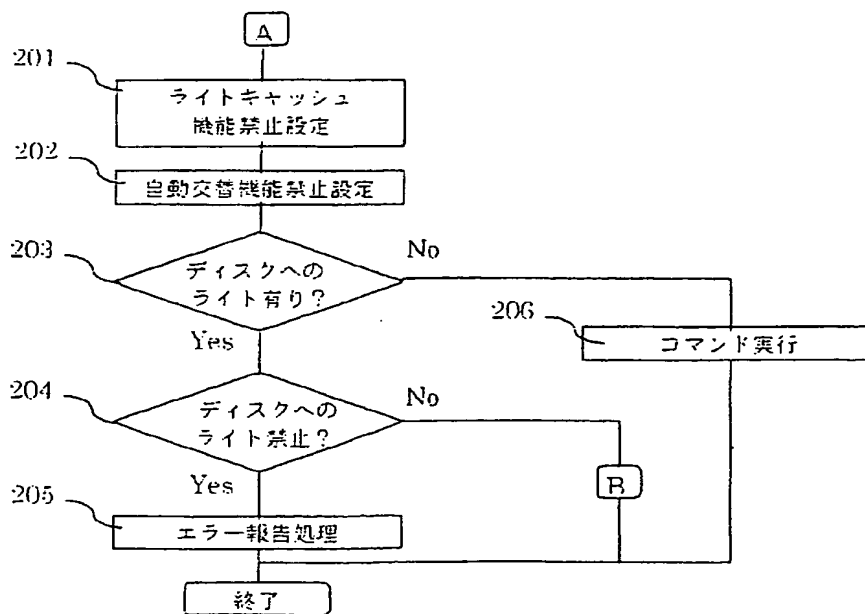 A
201
ライトキャッシュ
機能禁止設定
202
自動交替機能禁止設定
203
ディスクへの
ライト有り?
No
Yes
206
コマンド実行
204
ディスクへの
ライト禁止?
No
Yes
B
205
エラー報告処理
終了